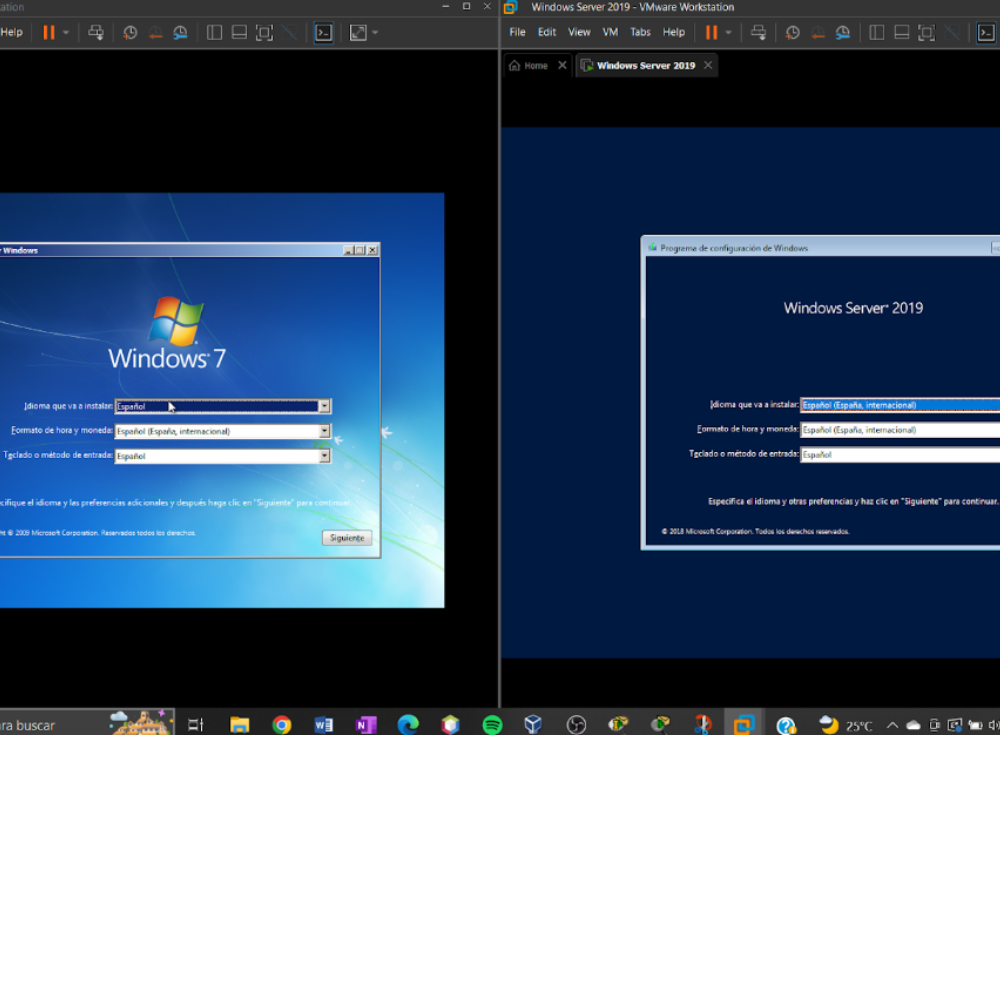 ation
Help
r Windows
Windows 7
Idioma que va a instalar: Español
Formato de hora y moneda: Español (España, internacional)
Teclado o método de entrada: Español
cifique el idioma y las preferencias adicionales y después haga clic en "Siguiente" para continuar.
ht © 2009 Microsoft Corporation. Reservados todos los derechos.
Siguiente
Windows Server 2019 - VMware Workstation
File Edit View VM Tabs Help
Home
Windows Server 2019
Programa de configuración de Windows
Windows Server® 2019
Idioma que va a instalar: Español (España, internacional)
Formato de hora y moneda: Español (España, internacional)
Teclado o método de entrada: Español
Especifica el idioma y otras preferencias y haz clic en "Siguiente" para continuar.
© 2018 Microsoft Corporation. Todos los derechos reservados.
ra buscar
25°C